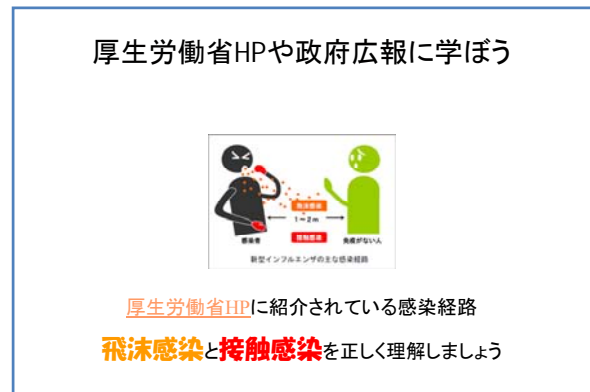 厚生労働省HPや政府広報に学ぼう
飛沫感染
1～2m
感染者
接触感染
免疫がない人
新型インフルエンザの主な感染経路
厚生労働省HPに紹介されている感染経路
飛沫感染と接触感染を正しく理解しましょう